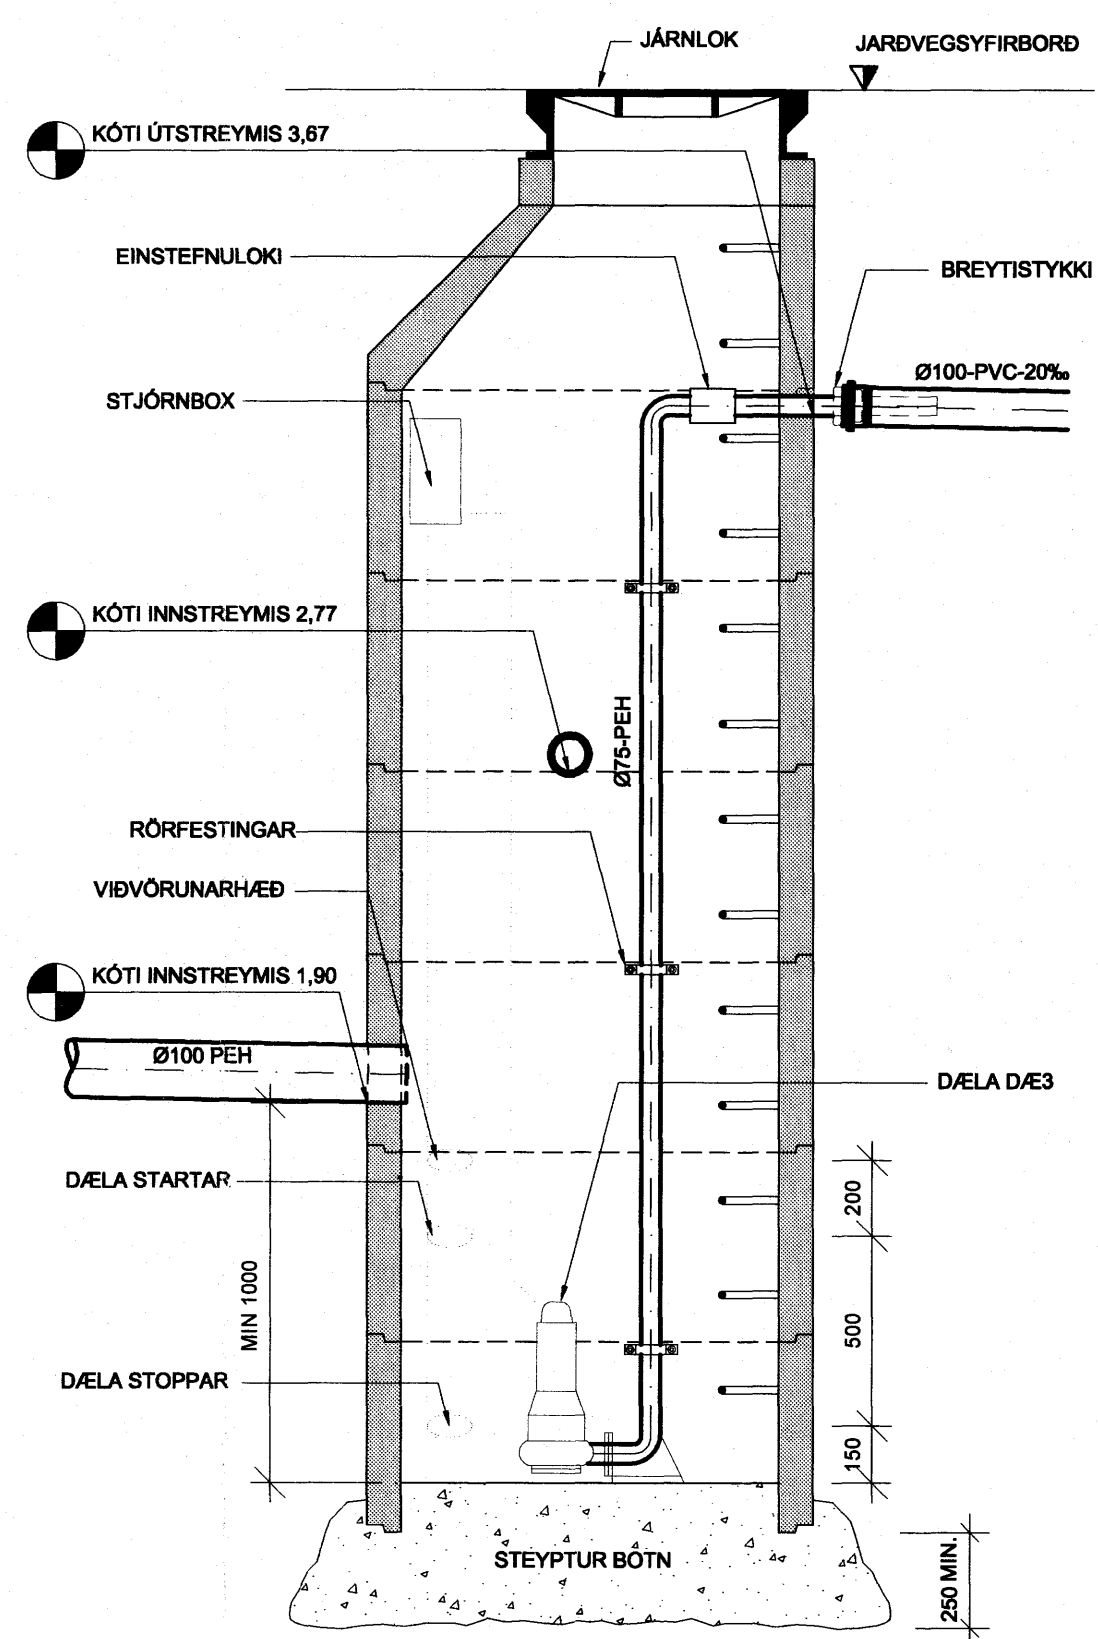 JÁRNLOK
JARÐVEGSYFIRBORÐ
KÓTI ÚTSTREYMIS 3,67
EINSTEFNULOKI
BREYTISTYKKI
Ø100-PVC-20‰
STJÓRNBOX
KÓTI INNSTREYMIS 2,77
Ø75-PEH
RÖRFESTINGAR
VIÐVÖRUNARHÆÐ
KÓTI INNSTREYMIS 1,90
Ø100 PEH
DÆLA DÆ3
DÆLA STARTAR
200
MIN 1000
500
DÆLA STOPPAR
150
STEYPTUR BOTN
250 MIN.